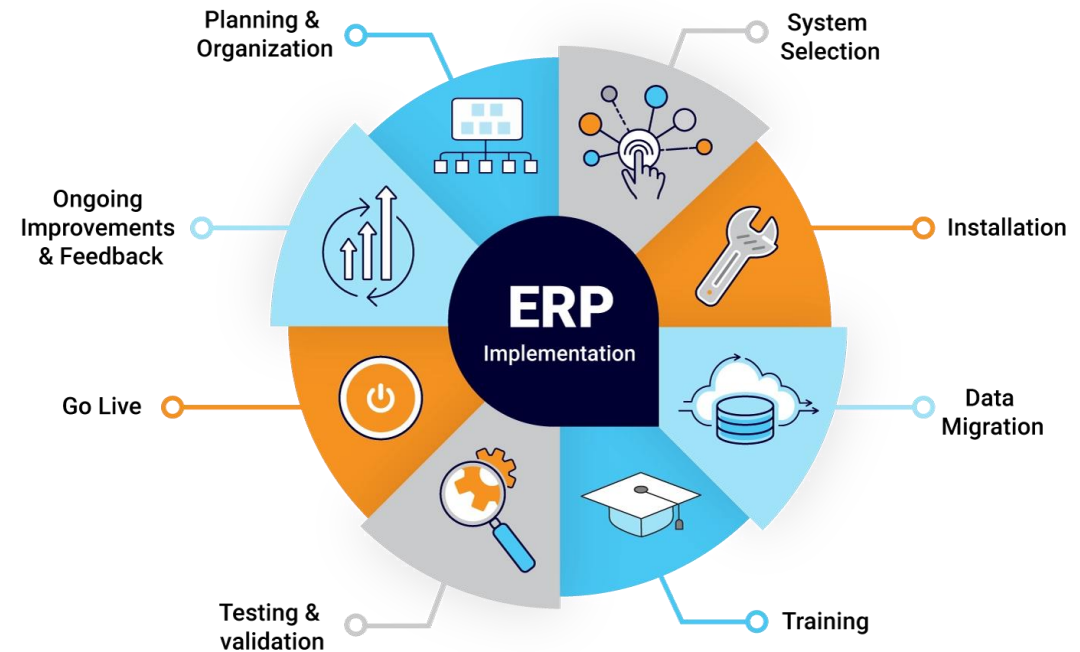 Planning &
Organization
System
Selection
Ongoing
Improvements
& Feedback
Installation
ERP
Implementation
Go Live
Data
Migration
Testing &
validation
Training